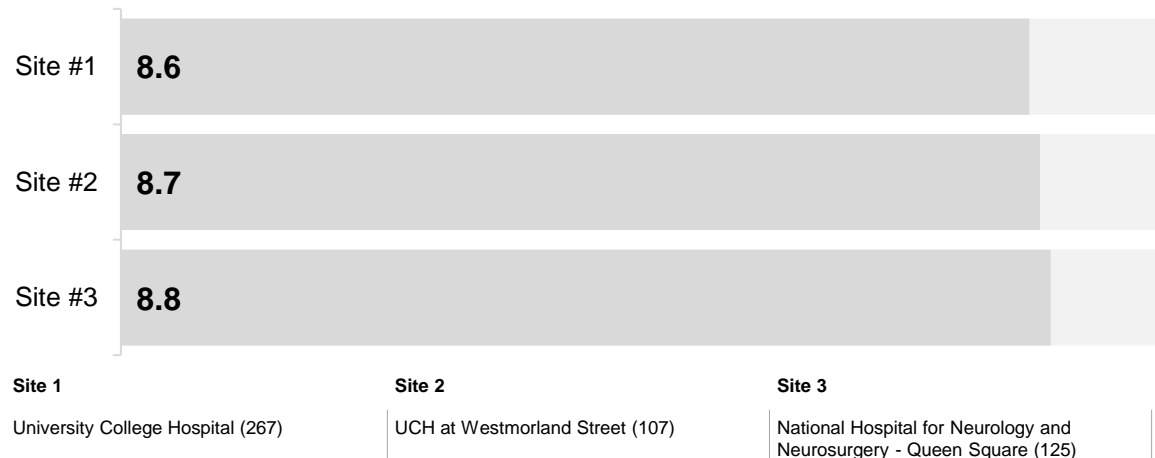 Site #1 8.6
Site #2 8.7
Site #3 8.8
Site 1 Site 2 Site 3
University College Hospital (267) UCH at Westmorland Street (107) National Hospital for Neurology and
Neurosurgery - Queen Square (125)